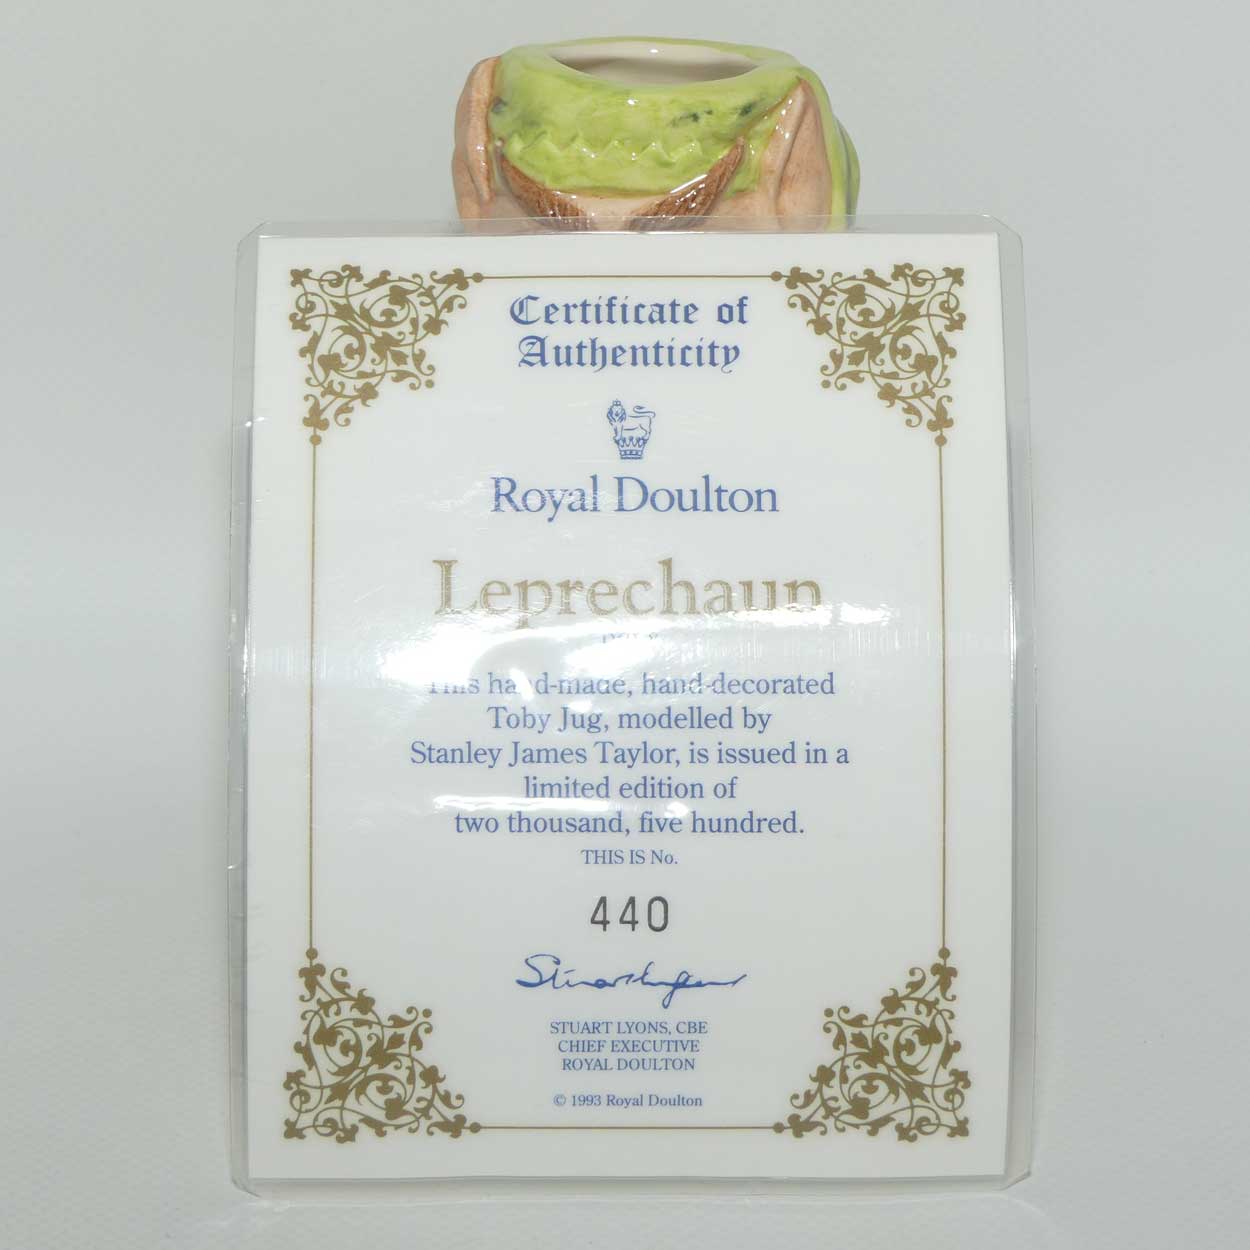 Certificate of
Authenticity
Royal Doulton
Leprechaun
This hand-made, hand-decorated
Toby Jug, modelled by
Stanley James Taylor, is issued in a
limited edition of
two thousand, five hundred.
THIS IS No.
440
STUART LYONS, CBE
CHIEF EXECUTIVE
ROYAL DOULTON
© 1993 Royal Doulton